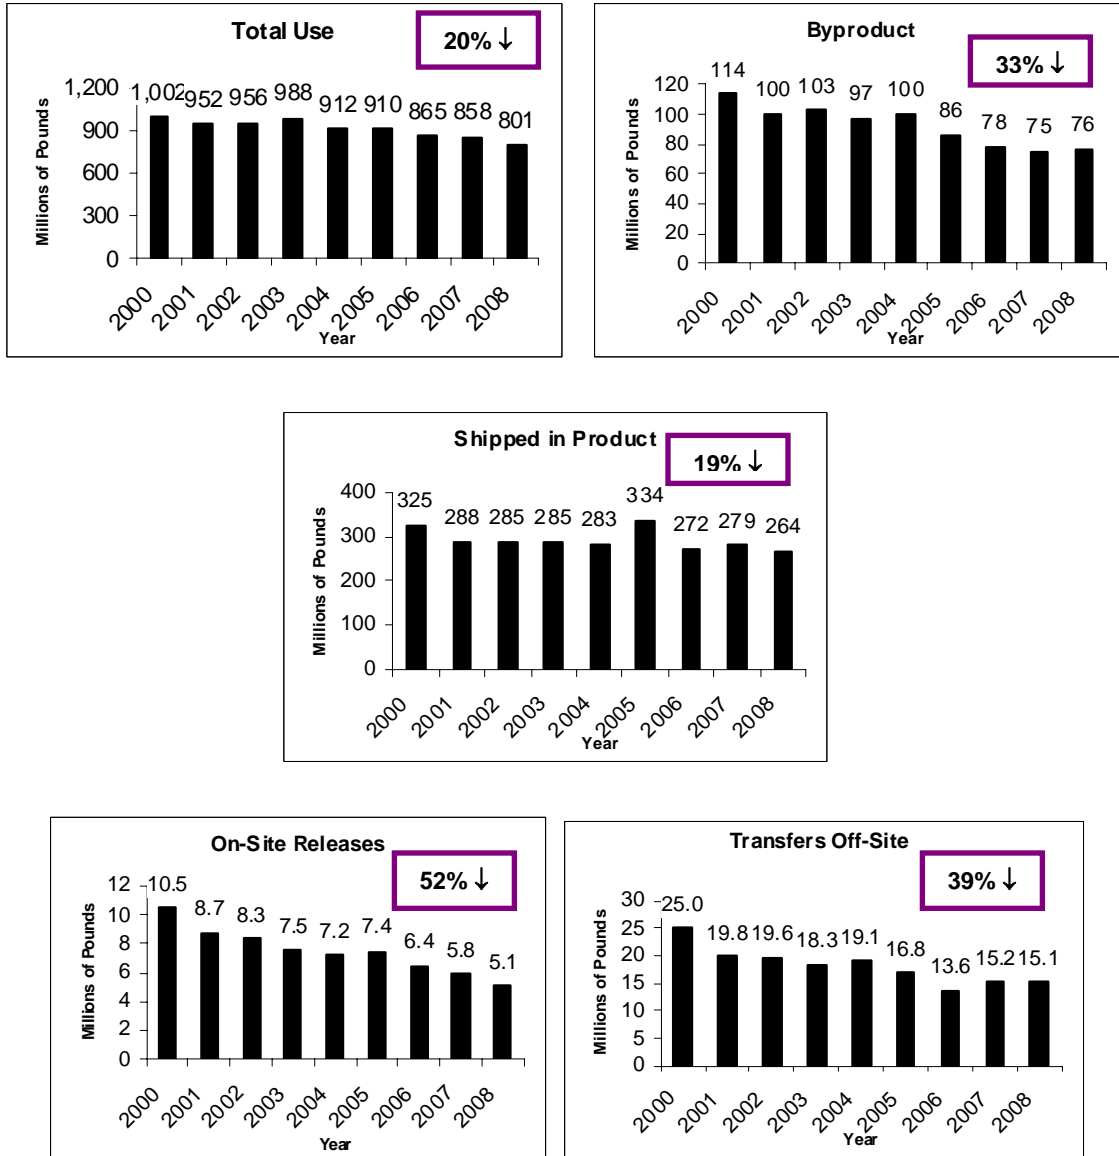 Total Use
20% ↓
Millions of Pounds
1,200
900
600
300
0
1,002 952 956 988 912 910 865 858 801
2000 2001 2002 2003 2004 2005 2006 2007 2008
Year
Byproduct
33% ↓
Millions of Pounds
120
100
80
60
40
20
0
114 100 103 97 100 86 78 75 76
2000 2001 2002 2003 2004 2005 2006 2007 2008
Year
Shipped in Product
19% ↓
Millions of Pounds
400
300
200
100
0
325 288 285 285 283 334 272 279 264
2000 2001 2002 2003 2004 2005 2006 2007 2008
Year
On-Site Releases
52% ↓
Millions of Pounds
12
10
8
6
4
2
0
10.5 8.7 8.3 7.5 7.2 7.4 6.4 5.8 5.1
2000 2001 2002 2003 2004 2005 2006 2007 2008
Year
Transfers Off-Site
39% ↓
Millions of Pounds
30
25
20
15
10
5
0
25.0 19.8 19.6 18.3 19.1 16.8 13.6 15.2 15.1
2000 2001 2002 2003 2004 2005 2006 2007 2008
Year